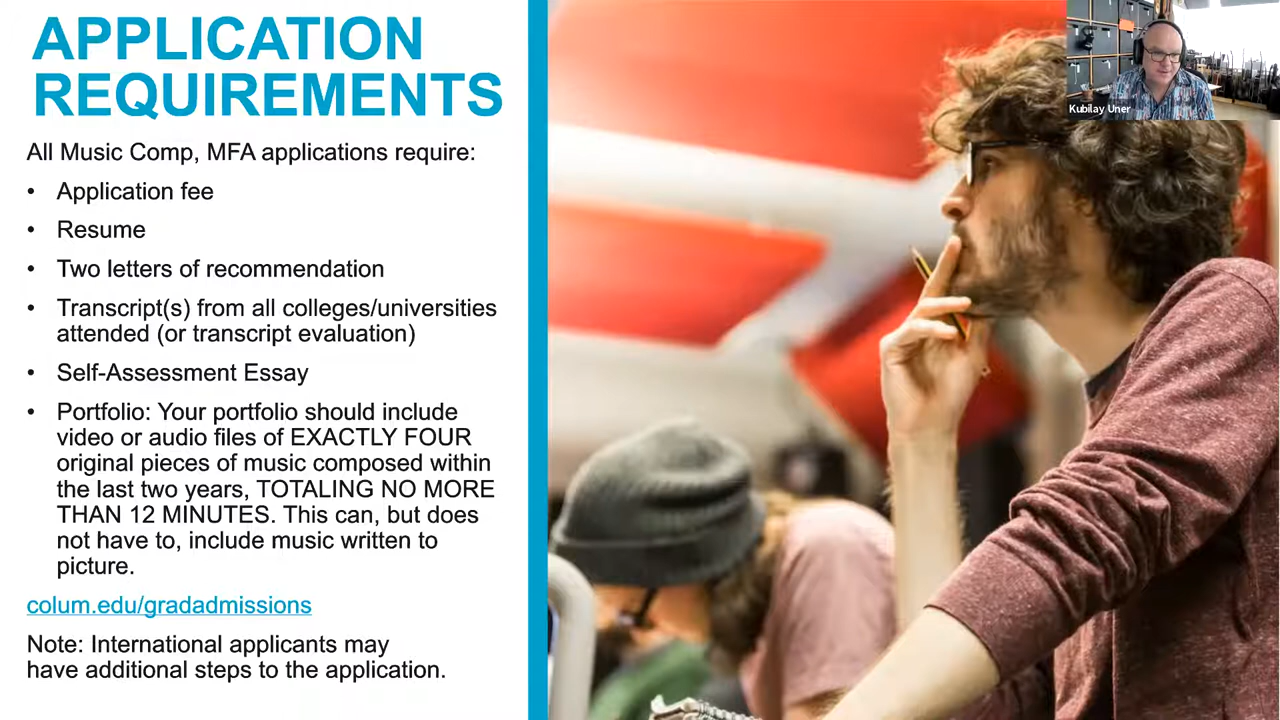 APPLICATION
REQUIREMENTS
Kubilay Uner
All Music Comp, MFA applications require:
• Application fee
• Resume
• Two letters of recommendation
• Transcript(s) from all colleges/universities
attended (or transcript evaluation)
• Self-Assessment Essay
• Portfolio: Your portfolio should include
video or audio files of EXACTLY FOUR
original pieces of music composed within
the last two years, TOTALING NO MORE
THAN 12 MINUTES. This can, but does
not have to, include music written to
picture.
colum.edu/gradadmissions
Note: International applicants may
have additional steps to the application.